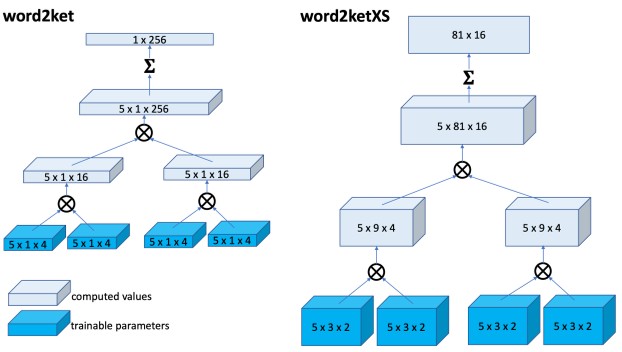 word2ket
1 x 256
Σ
5 x 1 x 256
5 x 1 x 16
5 x 1 x 16
5 x 1 x 4
5 x 1 x 4
5 x 1 x 4
5 x 1 x 4
computed values
trainable parameters
word2ketXS
81 x 16
Σ
5 x 81 x 16
5 x 9 x 4
5 x 9 x 4
5 x 3 x 2
5 x 3 x 2
5 x 3 x 2
5 x 3 x 2